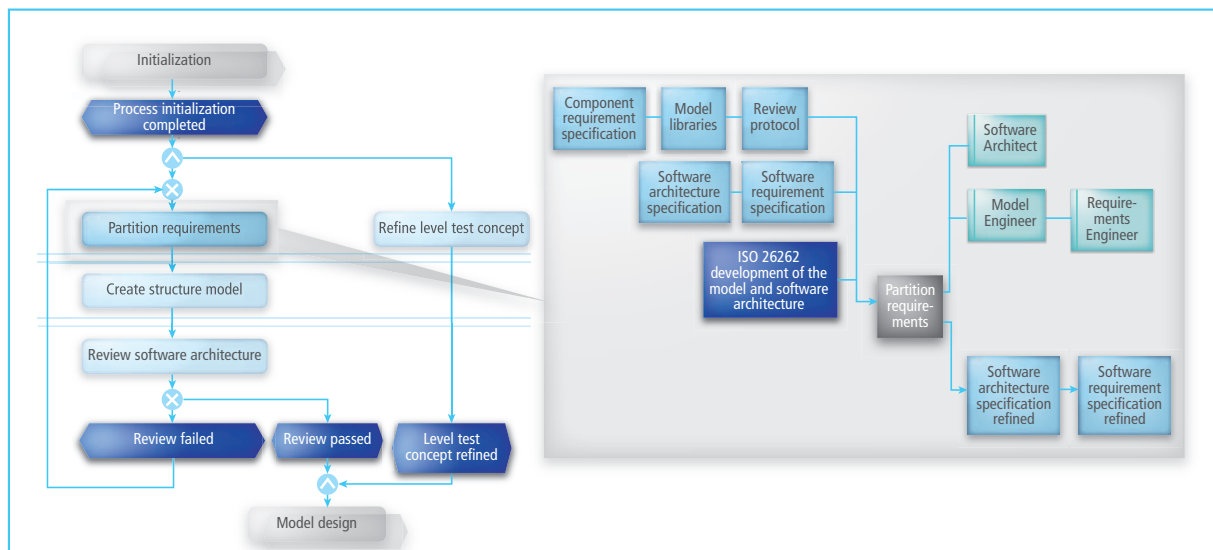 Initialization
Process initialization
completed
Partition requirements
Refine level test concept
Create structure model
Review software architecture
Review failed
Review passed
Level test
concept refined
Model design
Component
requirement
specification
Model
libraries
Review
protocol
Software
architecture
specification
Software
requirement
specification
ISO 26262
development of the
model and software
architecture
Partition
require-
ments
Software
Architect
Model
Engineer
Require-
ments
Engineer
Software
architecture
specification
refined
Software
requirement
specification
refined